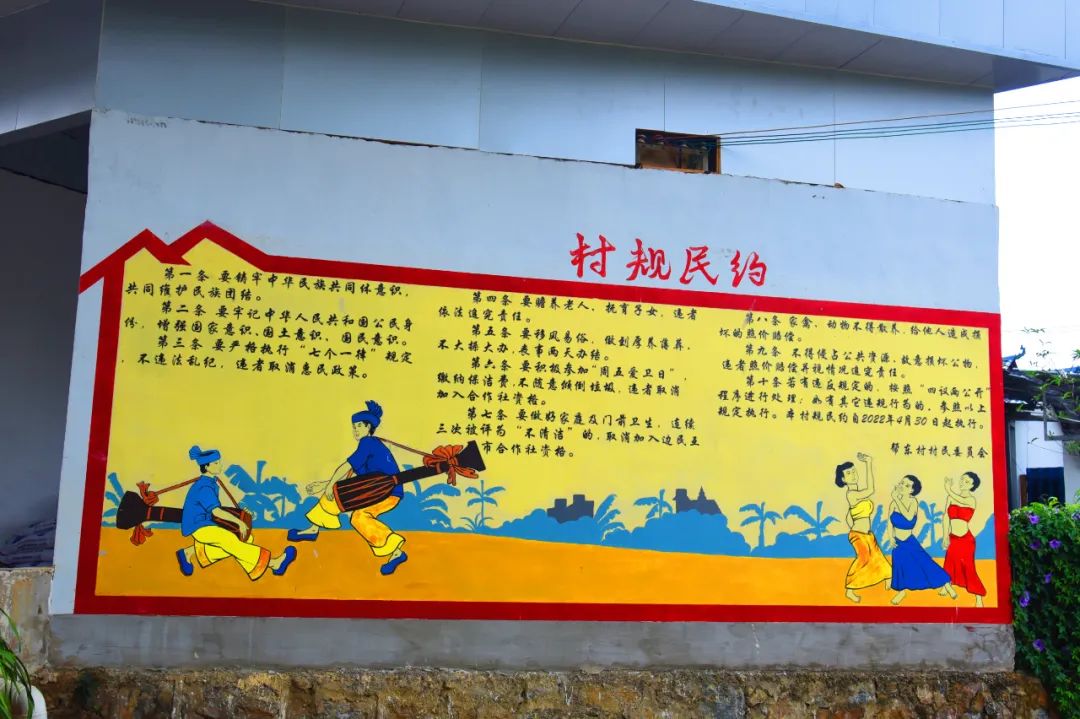 村规民约
第一条 要铸牢中华民族共同体意识,
共同维护民族团结。
第二条 要牢记中华人民共和国公民身
份,增强国家意识、国土意识、国民意识。
第三条 要严格执行“七个一律”规定
,不违法乱纪,违者取消惠民政策。
第四条 要赡养老人、抚育子女,违者
依法追究责任。
第五条 要移风易俗,做到厚养薄葬,
不大操大办,丧事两天办结。
第六条 要积极参加“周五爱卫日”,
缴纳保洁费,不随意倾倒垃圾,违者取消
加入合作社资格。
第七条 要做好家庭及门前卫生,连续
三次被评为“不清洁”的,取消加入边民互
市合作社资格。
第八条 家禽、动物不得散养,给他人造成损
坏的照价赔偿。
第九条 不得侵占公共资源、故意损坏公物,
违者照价赔偿并视情况追究责任。
第十条 若有违反规定的,按照“四议两公开”
程序进行处理;如有其它违规行为的,参照以上
规定执行。本村规民约自2022年4月30日起执行。
帮东村村民委员会